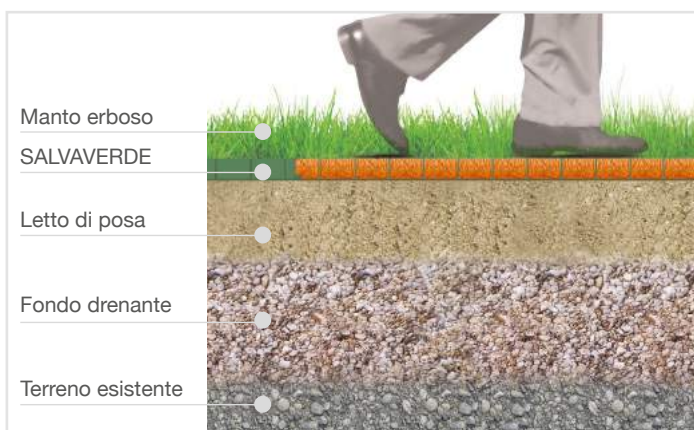 Manto erboso
SALVAVERDE
Letto di posa
Fondo drenante
Terreno esistente